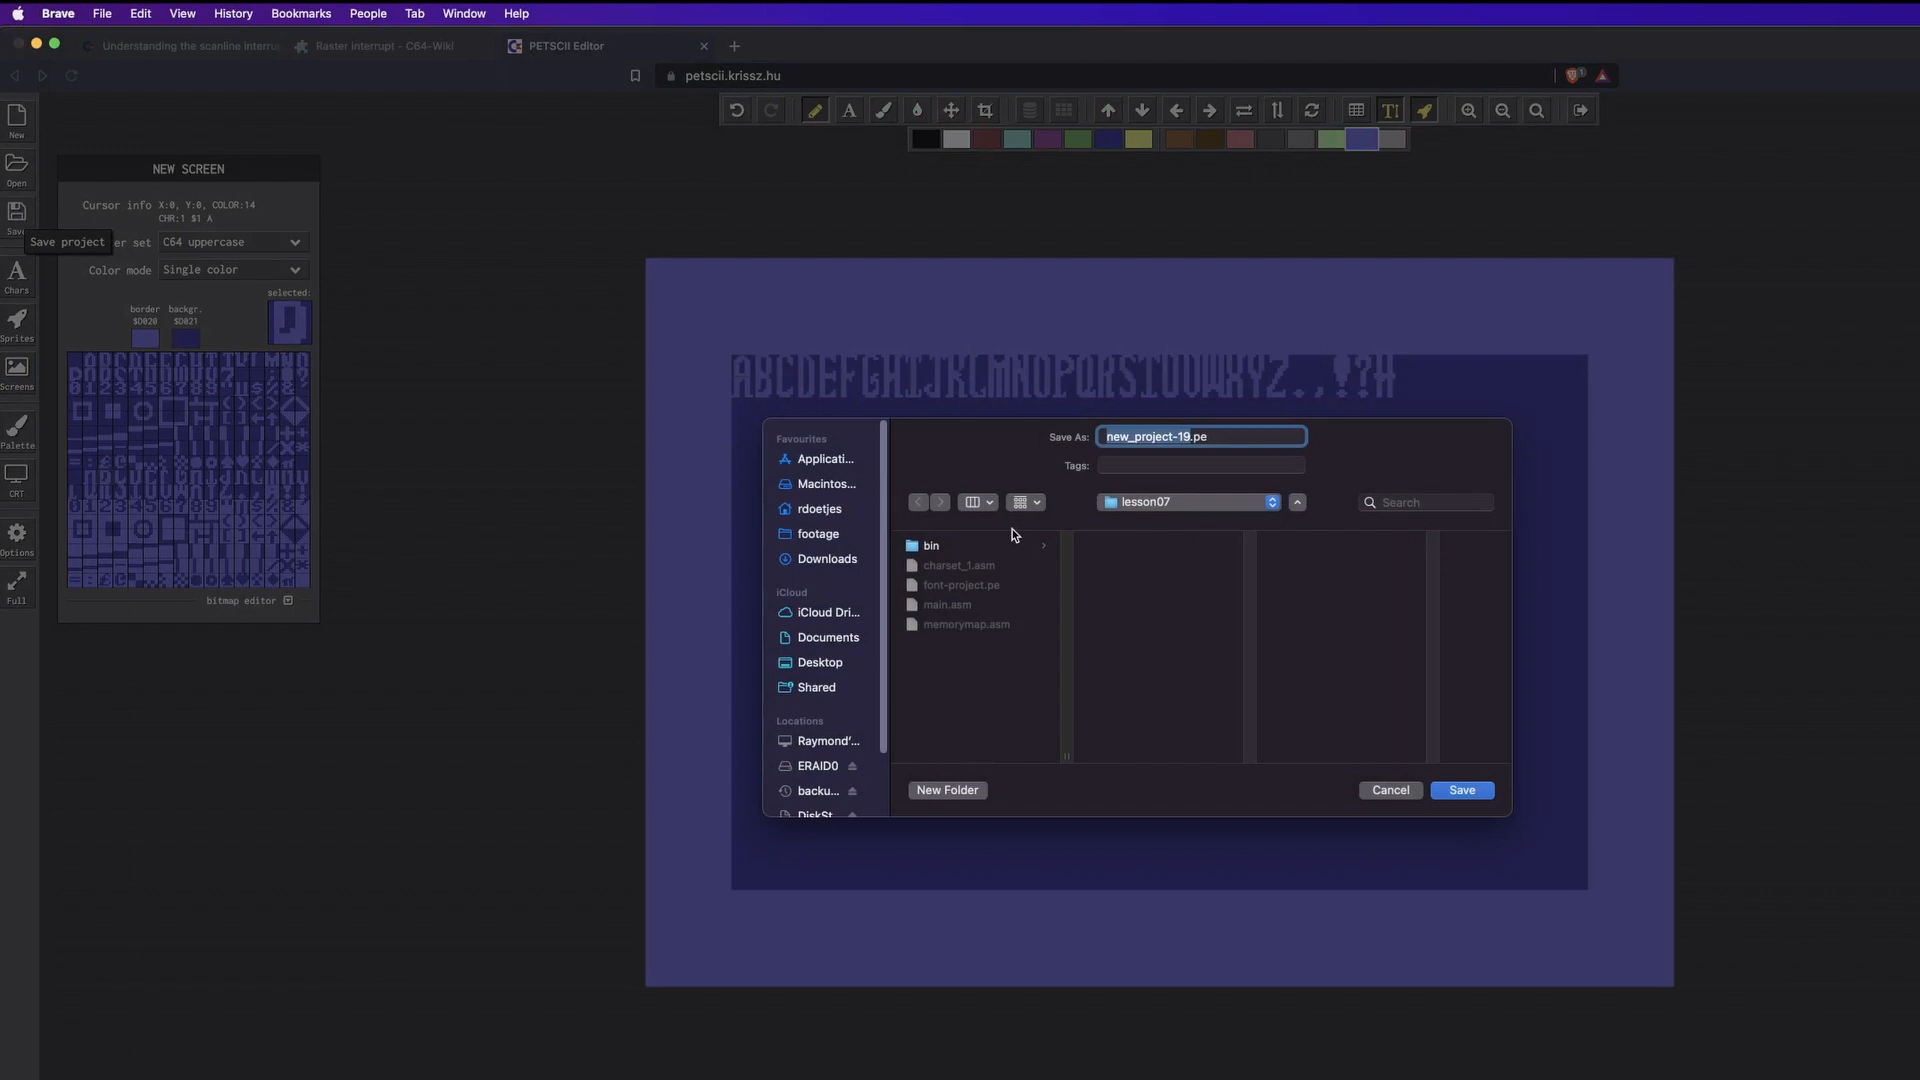 Brave File Edit View History Bookmarks People Tab Window Help
Understanding the scanline interru
Raster interrupt - C64-Wiki
PETSCII Editor
petscii.krissz.hu
1
New
Open
Save
Save project
Chars
Sprites
Screens
Palette
CRT
Options
Full
NEW SCREEN
Cursor info X:0, Y:0, COLOR:14
CHR:1 $1 A
er set C64 uppercase
Color mode Single color
selected:
border backgr.
$D020 $D021
bitmap editor
ABCDEFGHIJKLMNOPQRSTUVWXYZ.,!?
Favourites
Applicati...
Macintos...
rdoetjes
footage
Downloads
iCloud
iCloud Dri...
Documents
Desktop
Shared
Locations
Raymond'...
ERAID0
backu...
DiskSt
Save As: new_project-19.pe
Tags:
lesson07
Search
bin
charset_1.asm
font-project.pe
main.asm
memorymap.asm
New Folder
Cancel
Save